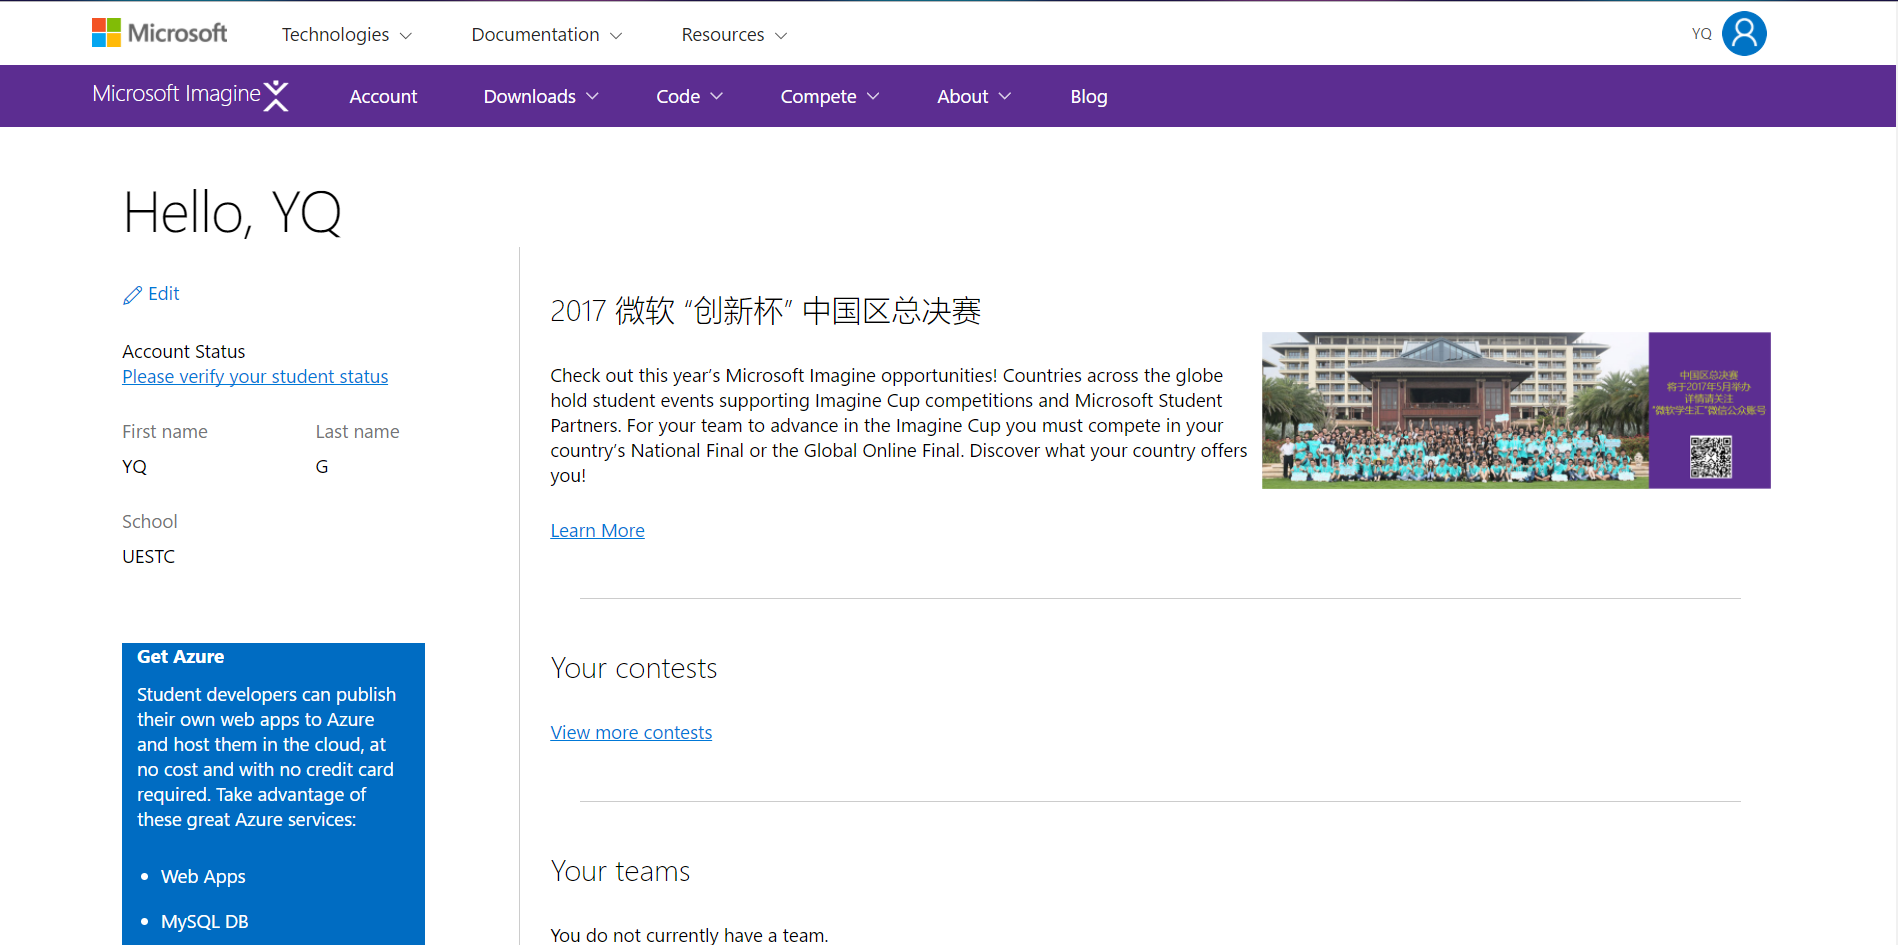 Microsoft Technologies Documentation Resources YQ
Microsoft Imagine Account Downloads Code Compete About Blog
Hello, YQ
Edit
Account Status
Please verify your student status
First name Last name
YQ G
School
UESTC
Get Azure
Student developers can publish
their own web apps to Azure
and host them in the cloud, at
no cost and with no credit card
required. Take advantage of
these great Azure services:
• Web Apps
• MySQL DB
2017 微软 “创新杯” 中国区总决赛
Check out this year’s Microsoft Imagine opportunities! Countries across the globe
hold student events supporting Imagine Cup competitions and Microsoft Student
Partners. For your team to advance in the Imagine Cup you must compete in your
country’s National Final or the Global Online Final. Discover what your country offers
you!
Learn More
中国区总决赛
将于2017年5月举办
详情请关注
“微软学生汇”微信公众账号
Your contests
View more contests
Your teams
You do not currently have a team.